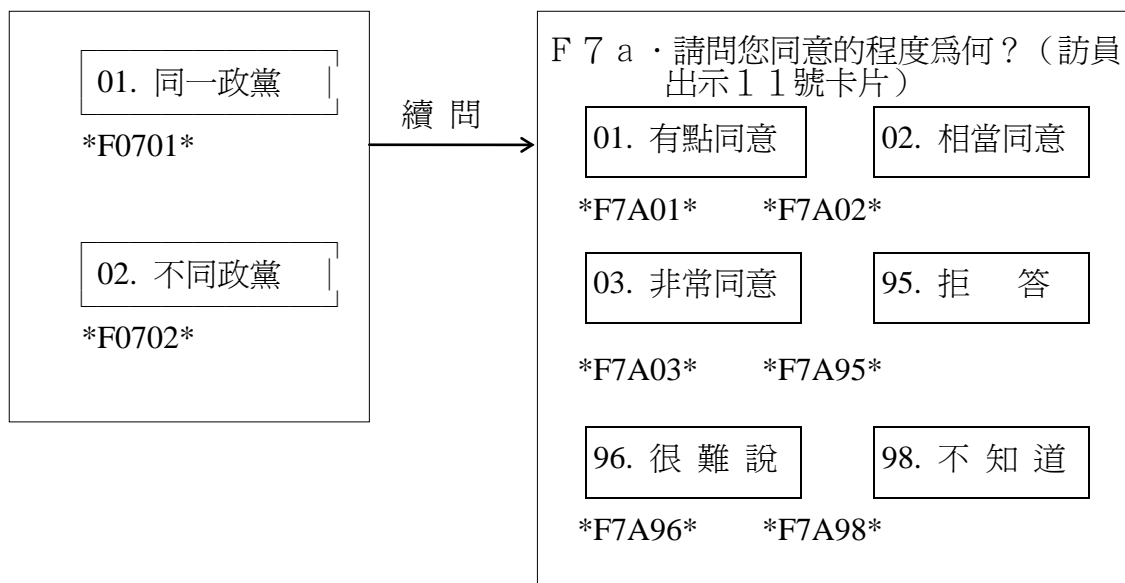 01. 同一政黨
*F0701*
02. 不同政黨
*F0702*
續 問
Ｆ７ａ．請問您同意的程度為何？（訪員
出示１１號卡片）
01. 有點同意 02. 相當同意
*F7A01* *F7A02*
03. 非常同意 95. 拒 答
*F7A03* *F7A95*
96. 很 難 說 98. 不 知 道
*F7A96* *F7A98*